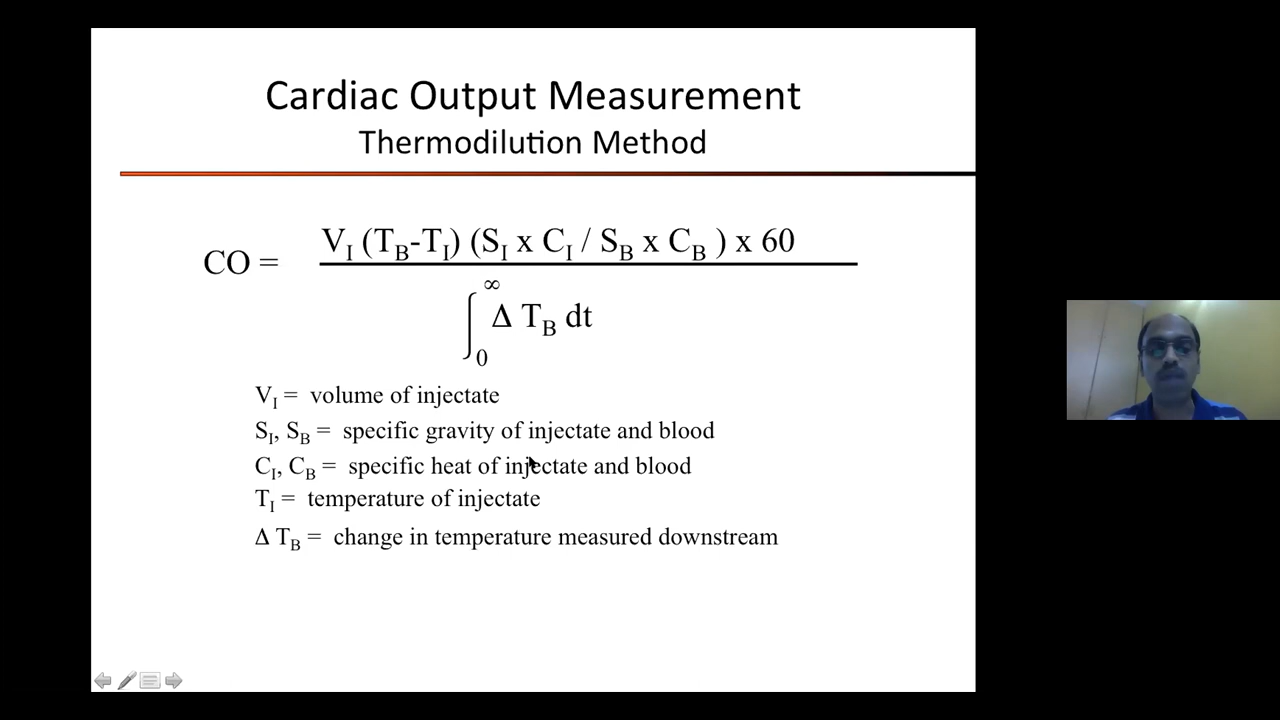 Cardiac Output Measurement
Thermodilution Method
CO = V_I (T_B-T_I) (S_I x C_I / S_B x C_B ) x 60
∫_0^∞ Δ T_B dt
V_I = volume of injectate
S_I, S_B = specific gravity of injectate and blood
C_I, C_B = specific heat of injectate and blood
T_I = temperature of injectate
Δ T_B = change in temperature measured downstream